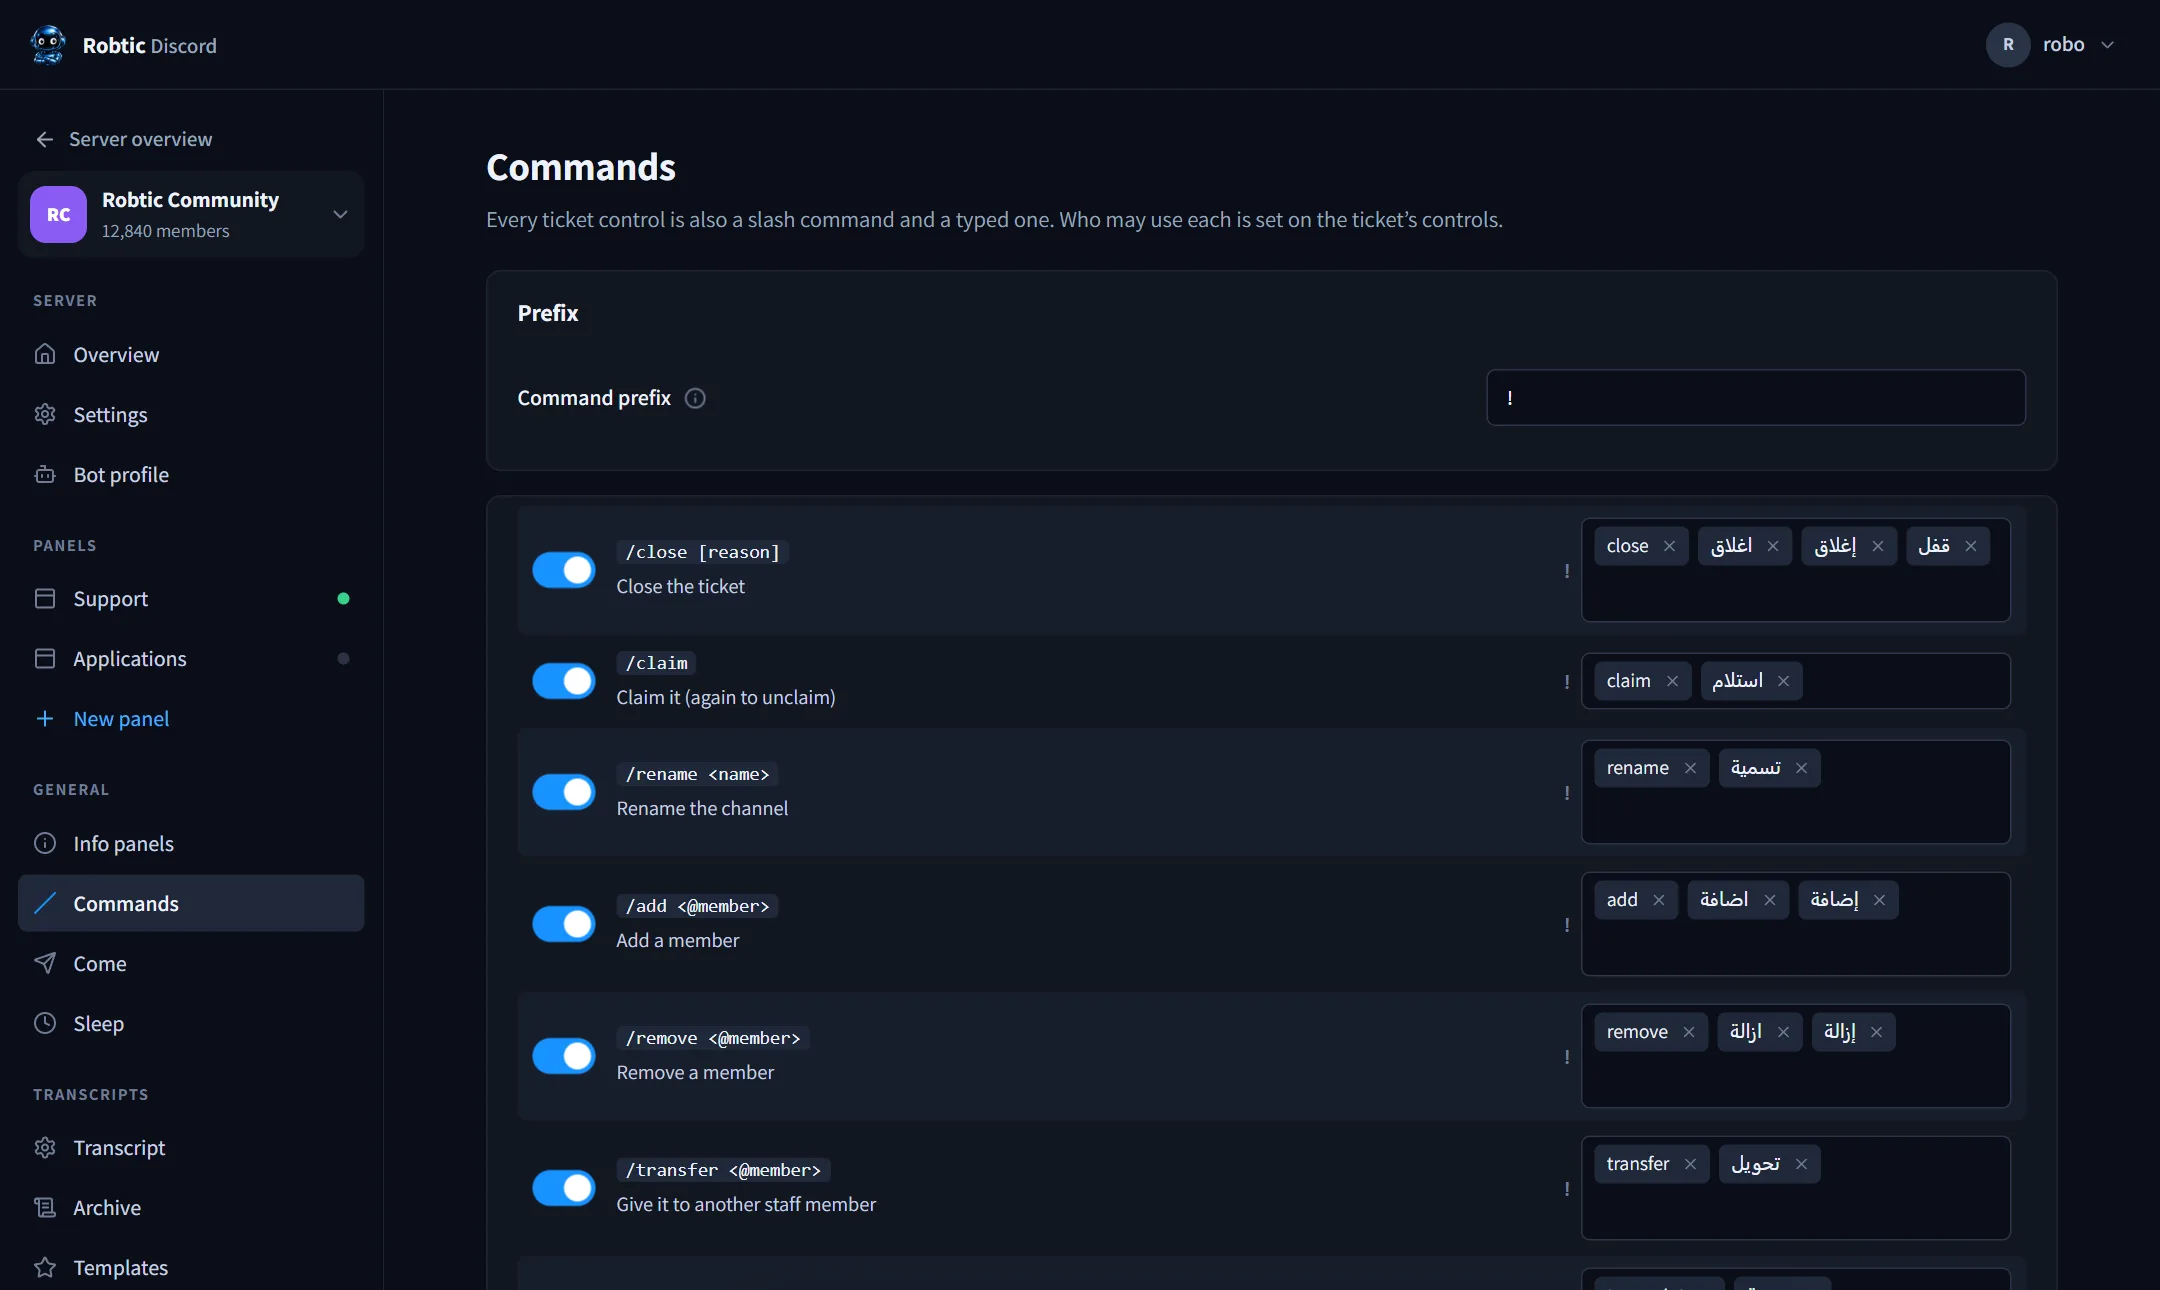 Robtic Discord
R
robo
Server overview
RC
Robtic Community
12,840 members
SERVER
Overview
Settings
Bot profile
PANELS
Support
Applications
New panel
GENERAL
Info panels
Commands
Come
Sleep
TRANSCRIPTS
Transcript
Archive
Templates
Commands
Every ticket control is also a slash command and a typed one. Who may use each is set on the ticket’s controls.
Prefix
Command prefix
!
/close [reason]
Close the ticket
! close اغلاق إغلاق قفل
/claim
Claim it (again to unclaim)
! claim استلام
/rename <name>
Rename the channel
! rename تسمية
/add <@member>
Add a member
! add اضافة إضافة
/remove <@member>
Remove a member
! remove ازالة إزالة
/transfer <@member>
Give it to another staff member
! transfer تحويل